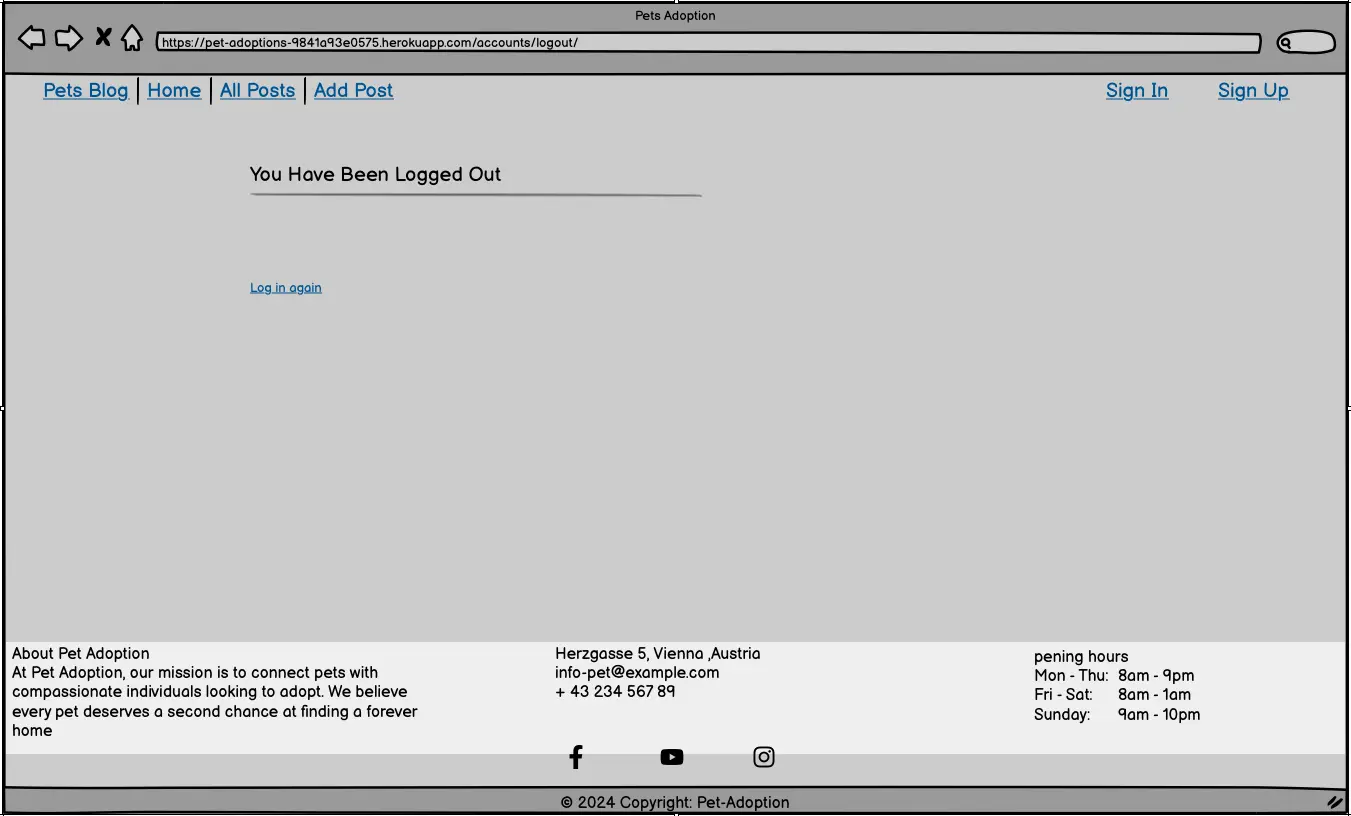 Pets Adoption
https://pet-adoptions-9841a93e0575.herokuapp.com/accounts/logout/
Pets Blog Home All Posts Add Post Sign In Sign Up
You Have Been Logged Out
Log in again
About Pet Adoption
At Pet Adoption, our mission is to connect pets with
compassionate individuals looking to adopt. We believe
every pet deserves a second chance at finding a forever
home
Herzgasse 5, Vienna ,Austria
info-pet@example.com
+ 43 234 567 89
pening hours
Mon - Thu: 8am - 9pm
Fri - Sat: 8am - 1am
Sunday: 9am - 10pm
© 2024 Copyright: Pet-Adoption